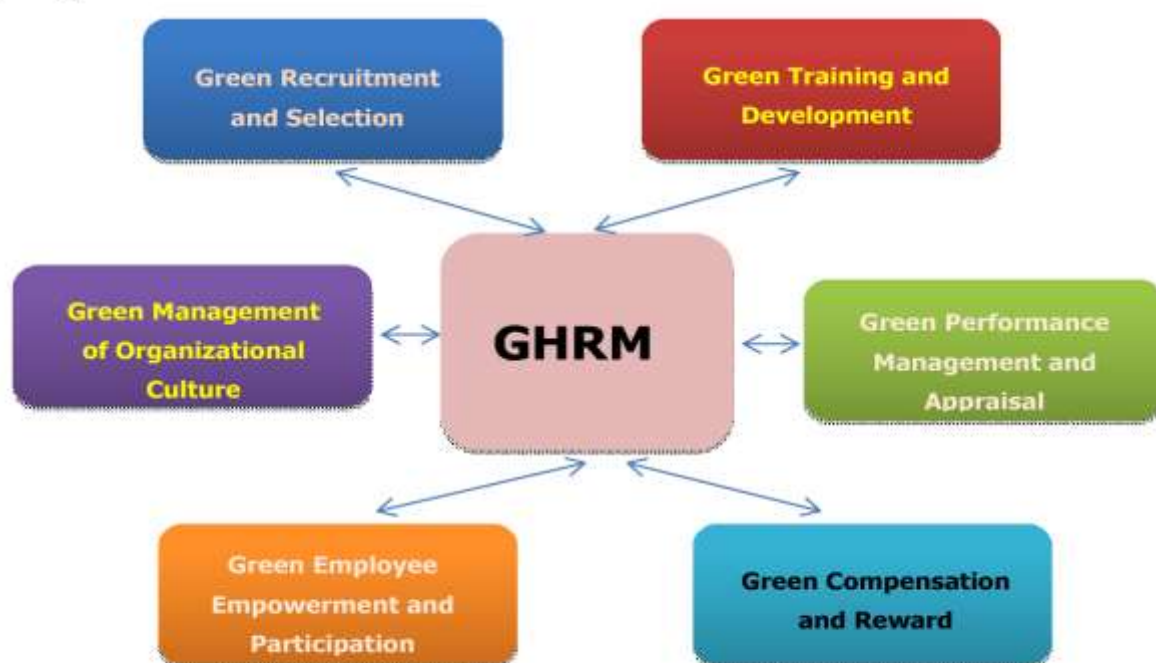 Green Recruitment
and Selection
Green Training and
Development
Green Management
of Organizational
Culture
GHRM
Green Performance
Management and
Appraisal
Green Employee
Empowerment and
Participation
Green Compensation
and Reward